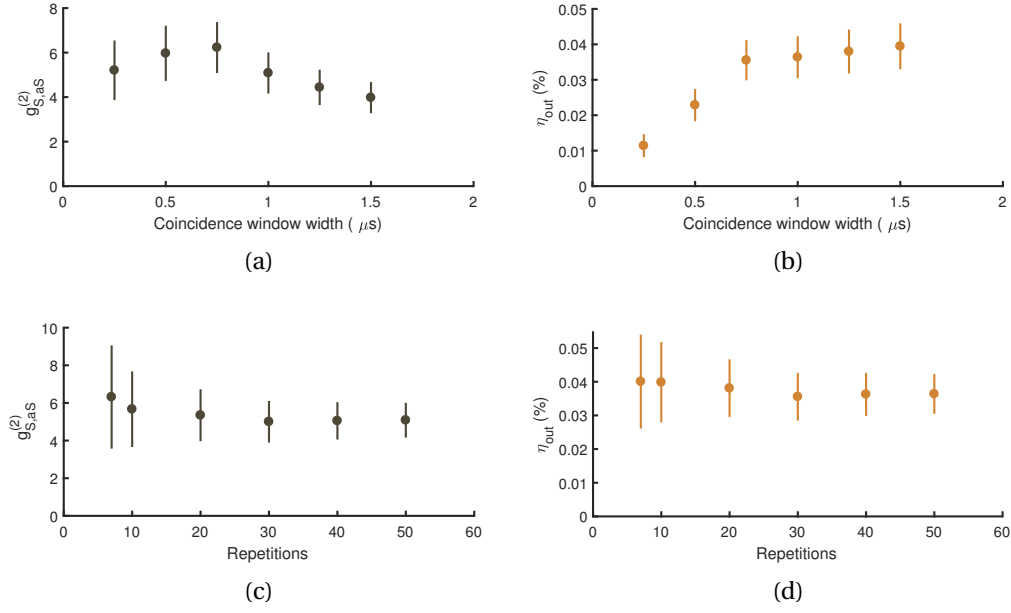 8
6
4
2
0
g(2)S,aS
0 0.5 1 1.5 2
Coincidence window width ( μs)
(a)
0.05
0.04
0.03
0.02
0.01
0
ηout (%)
0 0.5 1 1.5 2
Coincidence window width ( μs)
(b)
10
8
6
4
2
0
g(2)S,aS
0 10 20 30 40 50 60
Repetitions
(c)
0.05
0.04
0.03
0.02
0.01
0
ηout (%)
0 10 20 30 40 50 60
Repetitions
(d)